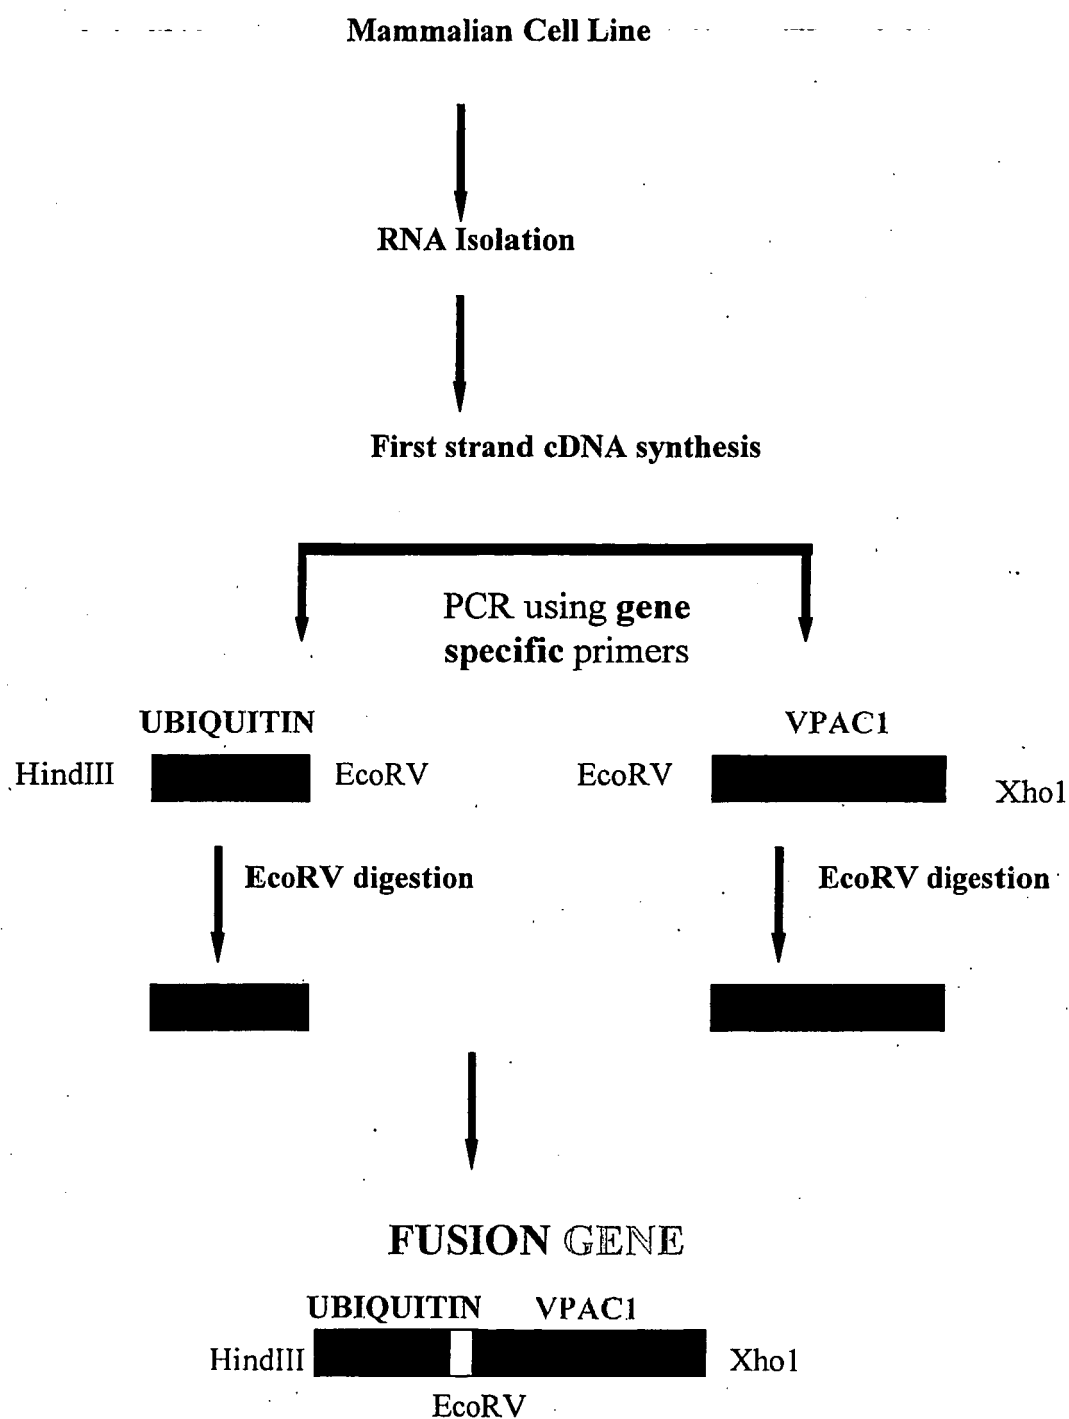 Mammalian Cell Line
RNA Isolation
First strand cDNA synthesis
PCR using gene
specific primers
UBIQUITIN
VPAC1
HindIII
EcoRV
EcoRV
Xho1
EcoRV digestion
EcoRV digestion
FUSION GENE
UBIQUITIN
VPAC1
HindIII
Xho1
EcoRV